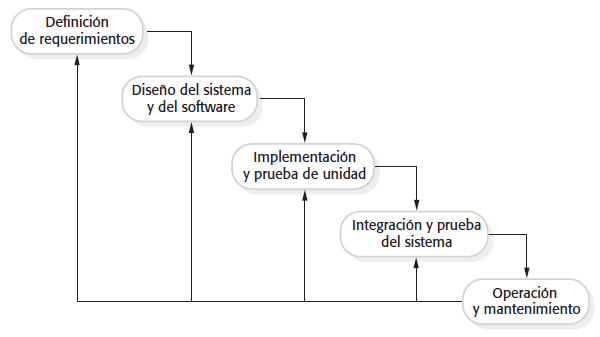 Definición
de requerimientos
Diseño del sistema
y del software
Implementación
y prueba de unidad
Integración y prueba
del sistema
Operación
y mantenimiento